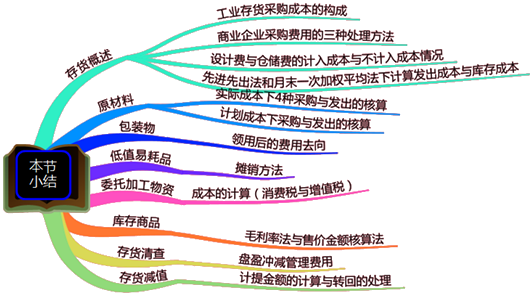 工业存货采购成本的构成
商业企业采购费用的三种处理方法
存货概述
设计费与仓储费的计入成本与不计入成本情况
先进先出法和月末一次加权平均法下计算发出成本与库存成本
原材料
实际成本下4种采购与发出的核算
计划成本下采购与发出的核算
包装物
领用后的费用去向
低值易耗品
摊销方法
本节
小结
委托加工物资
成本的计算（消费税与增值税）
库存商品
毛利率法与售价金额核算法
存货清查
盘盈冲减管理费用
存货减值
计提金额的计算与转回的处理